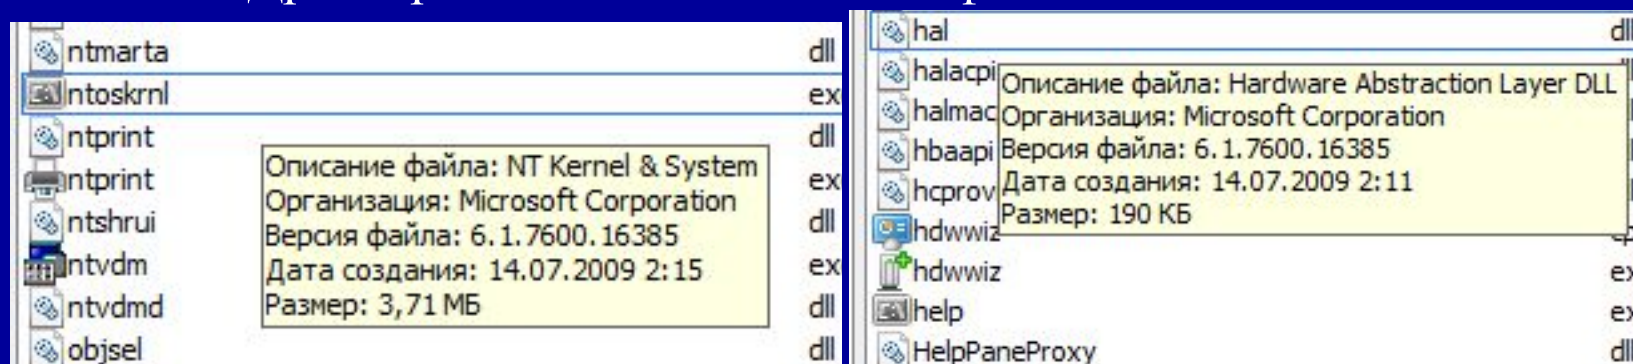 ntmarta dll
ntoskrnl ex
ntprint dll
ntprint ex
ntshrui dll
ntvdm ex
ntvdmd dll
objsel dll
Описание файла: NT Kernel & System
Организация: Microsoft Corporation
Версия файла: 6.1.7600.16385
Дата создания: 14.07.2009 2:15
Размер: 3,71 МБ
hal dll
halacpi
halmac
hbaapi
hcprov
hdwwiz
hdwwiz ex
help ex
HelpPaneProxy dll
Описание файла: Hardware Abstraction Layer DLL
Организация: Microsoft Corporation
Версия файла: 6.1.7600.16385
Дата создания: 14.07.2009 2:11
Размер: 190 КБ